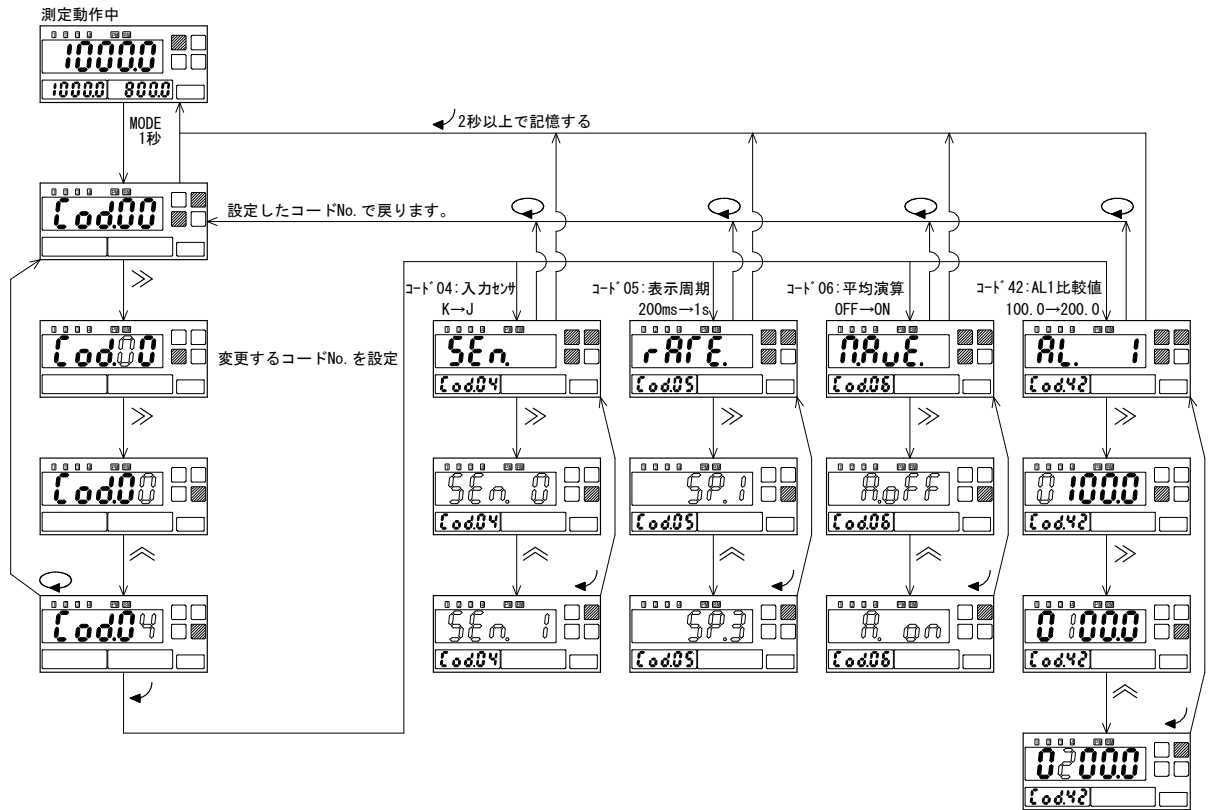 測定動作中
1000.0
1000.0 800.0
MODE
1秒
2秒以上で記憶する
Cod.00
設定したコードNo.で戻ります。
Cod.00
変更するコードNo.を設定
Cod.00
Cod.04
コード04:入力センサ
K→J
SEn.
Cod.04
SEn. 0
Cod.04
SEn. 1
Cod.04
コード05:表示周期
200ms→1s
rATE.
Cod.05
SP.1
Cod.05
SP.3
Cod.05
コード06:平均演算
OFF→ON
M.AvE.
Cod.06
A.oFF
Cod.06
A. on
Cod.06
コード42:AL1比較値
100.0→200.0
AL. 1
Cod.42
0100.0
Cod.42
0100.0
Cod.42
0200.0
Cod.42